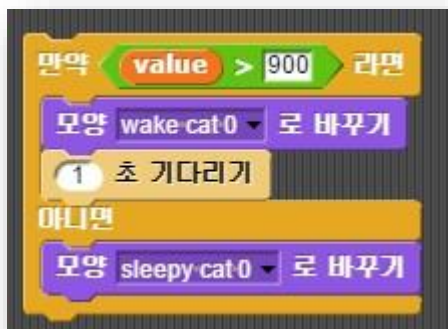 만약 value > 900 라면
모양 wake cat 0 로 바꾸기
1 초 기다리기
아니면
모양 sleepy cat 0 로 바꾸기